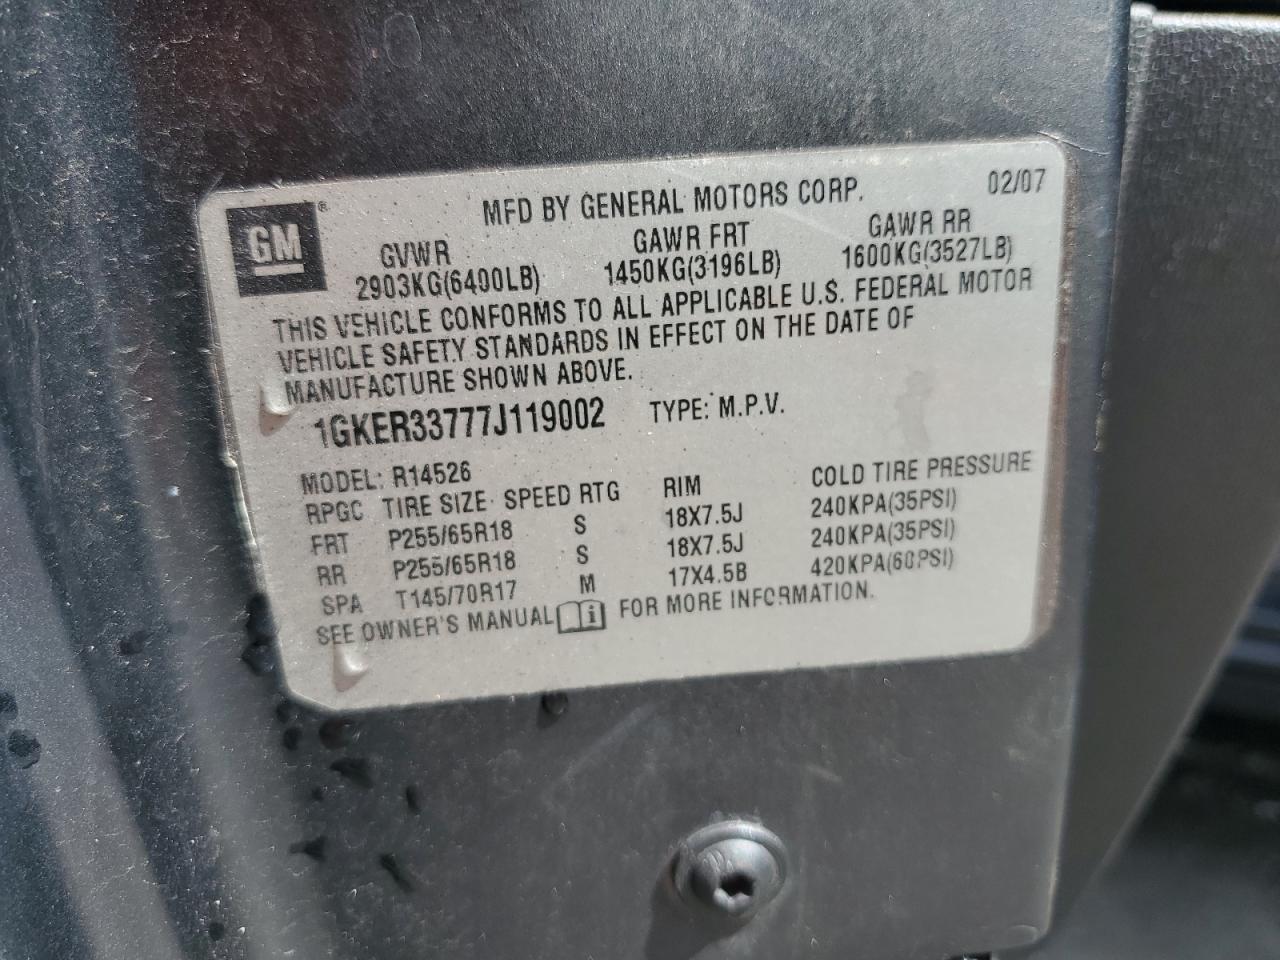 GM ®
MFD BY GENERAL MOTORS CORP. 02/07
GVWR GAWR FRT GAWR RR
2903KG(6400LB) 1450KG(3196LB) 1600KG(3527LB)
THIS VEHICLE CONFORMS TO ALL APPLICABLE U.S. FEDERAL MOTOR
VEHICLE SAFETY STANDARDS IN EFFECT ON THE DATE OF
MANUFACTURE SHOWN ABOVE.
1GKER33777J119002 TYPE: M.P.V.
MODEL: R14526
RPGC TIRE SIZE SPEED RTG RIM COLD TIRE PRESSURE
FRT P255/65R18 S 18X7.5J 240KPA(35PSI)
RR P255/65R18 S 18X7.5J 240KPA(35PSI)
SPA T145/70R17 M 17X4.5B 420KPA(60PSI)
SEE OWNER'S MANUAL i FOR MORE INFORMATION.